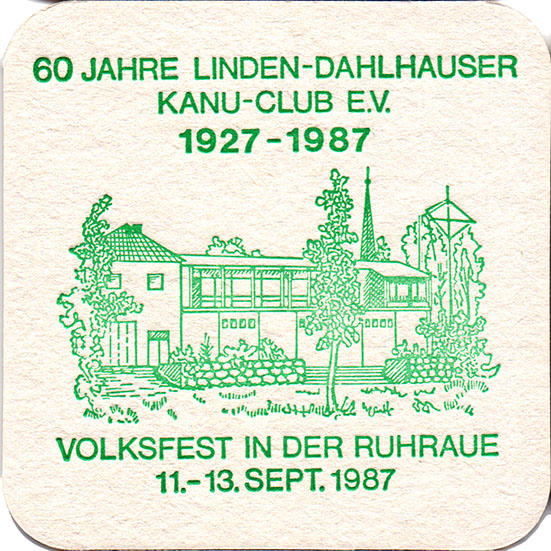 60 JAHRE LINDEN-DAHLHAUSER
KANU-CLUB E.V.
1927-1987
VOLKSFEST IN DER RUHRAUE
11.-13. SEPT. 1987